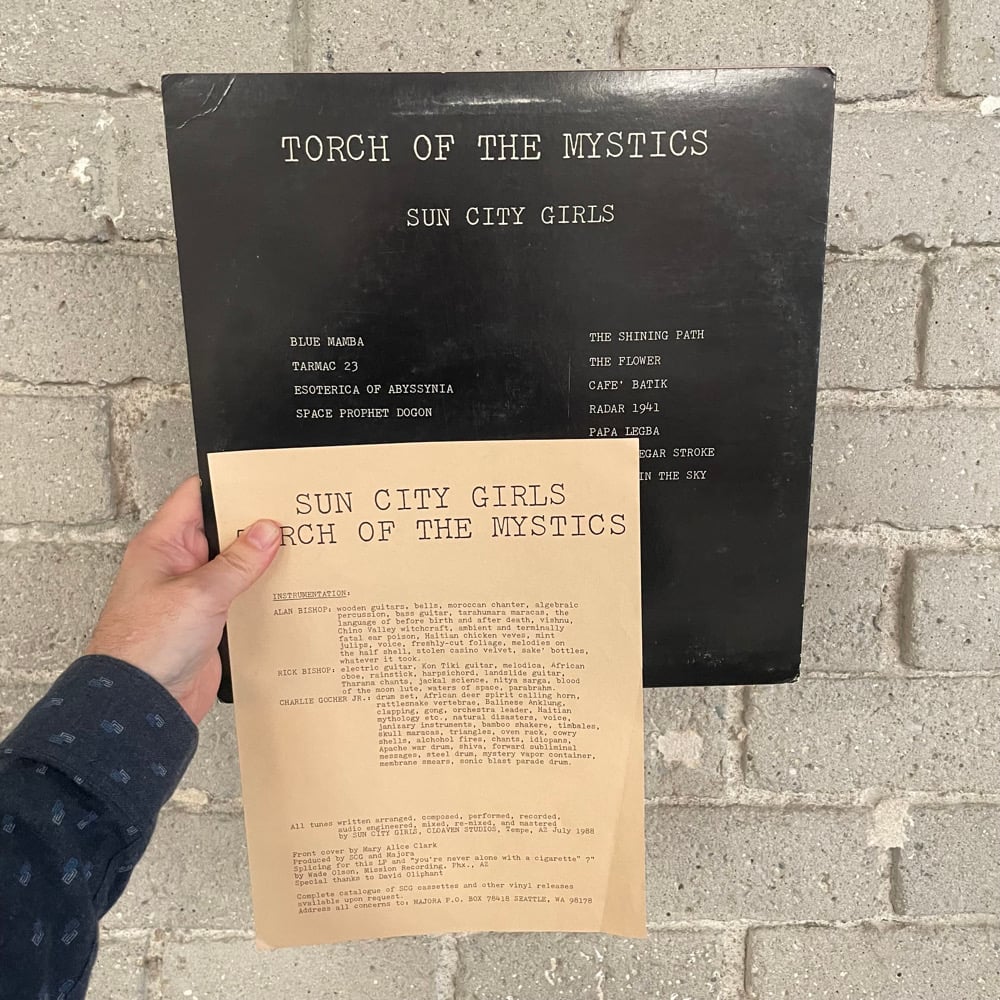 TORCH OF THE MYSTICS
SUN CITY GIRLS
BLUE MAMBA
TARMAC 23
ESOTERICA OF ABYSSYNIA
SPACE PROPHET DOGON
THE SHINING PATH
THE FLOWER
CAFE' BATIK
RADAR 1941
PAPA LEGBA
EGAR STROKE
IN THE SKY
SUN CITY GIRLS
RCH OF THE MYSTICS
INSTRUMENTATION:
ALAN BISHOP: wooden guitars, bells, moroccan chanter, algebraic
percussion, bass guitar, tarahumara maracas, the
language of before birth and after death, vishnu,
Chino Valley witchcraft, ambient and terminally
fatal ear poison, Haitian chicken veves, mint
julips, voice, freshly-cut foliage, melodies on
the half shell, stolen casino velvet, sake' bottles,
whatever it took.
RICK BISHOP: electric guitar, Kon Tiki guitar, melodica, African
oboe, rainstick, harpsichord, landslide guitar,
Tharana chants, jackal science, nitya sarga, blood
of the moon lute, waters of space, parabrahm.
CHARLIE GOCHER JR.: drum set, African deer spirit calling horn,
rattlesnake vertebrae, Balinese Anklung,
clapping, gong, orchestra leader, Haitian
mythology etc., natural disasters, voice,
janizary instruments, bamboo shakere, timbales,
skull maracas, triangles, oven rack, cowry
shells, alchohol fires, chants, idiopans,
Apache war drum, shiva, forward subliminal
messages, steel drum, mystery vapor container,
membrane smears, sonic blast parade drum.
All tunes written arranged, composed, performed, recorded,
audio engineered, mixed, re-mixed, and mastered
by SUN CITY GIRLS, CLOAVEN STUDIOS, Tempe, AZ July 1988
Front cover by Mary Alice Clark
Produced by SCG and Majora
Splicing for this LP and "you're never alone with a cigarette" 7"
by Wade Olson, Mission Recording, Phx., AZ
Special thanks to David Oliphant
Complete catalogue of SCG cassettes and other vinyl releases
available upon request.
Address all concerns to: MAJORA P.O. BOX 78418 SEATTLE, WA 98178